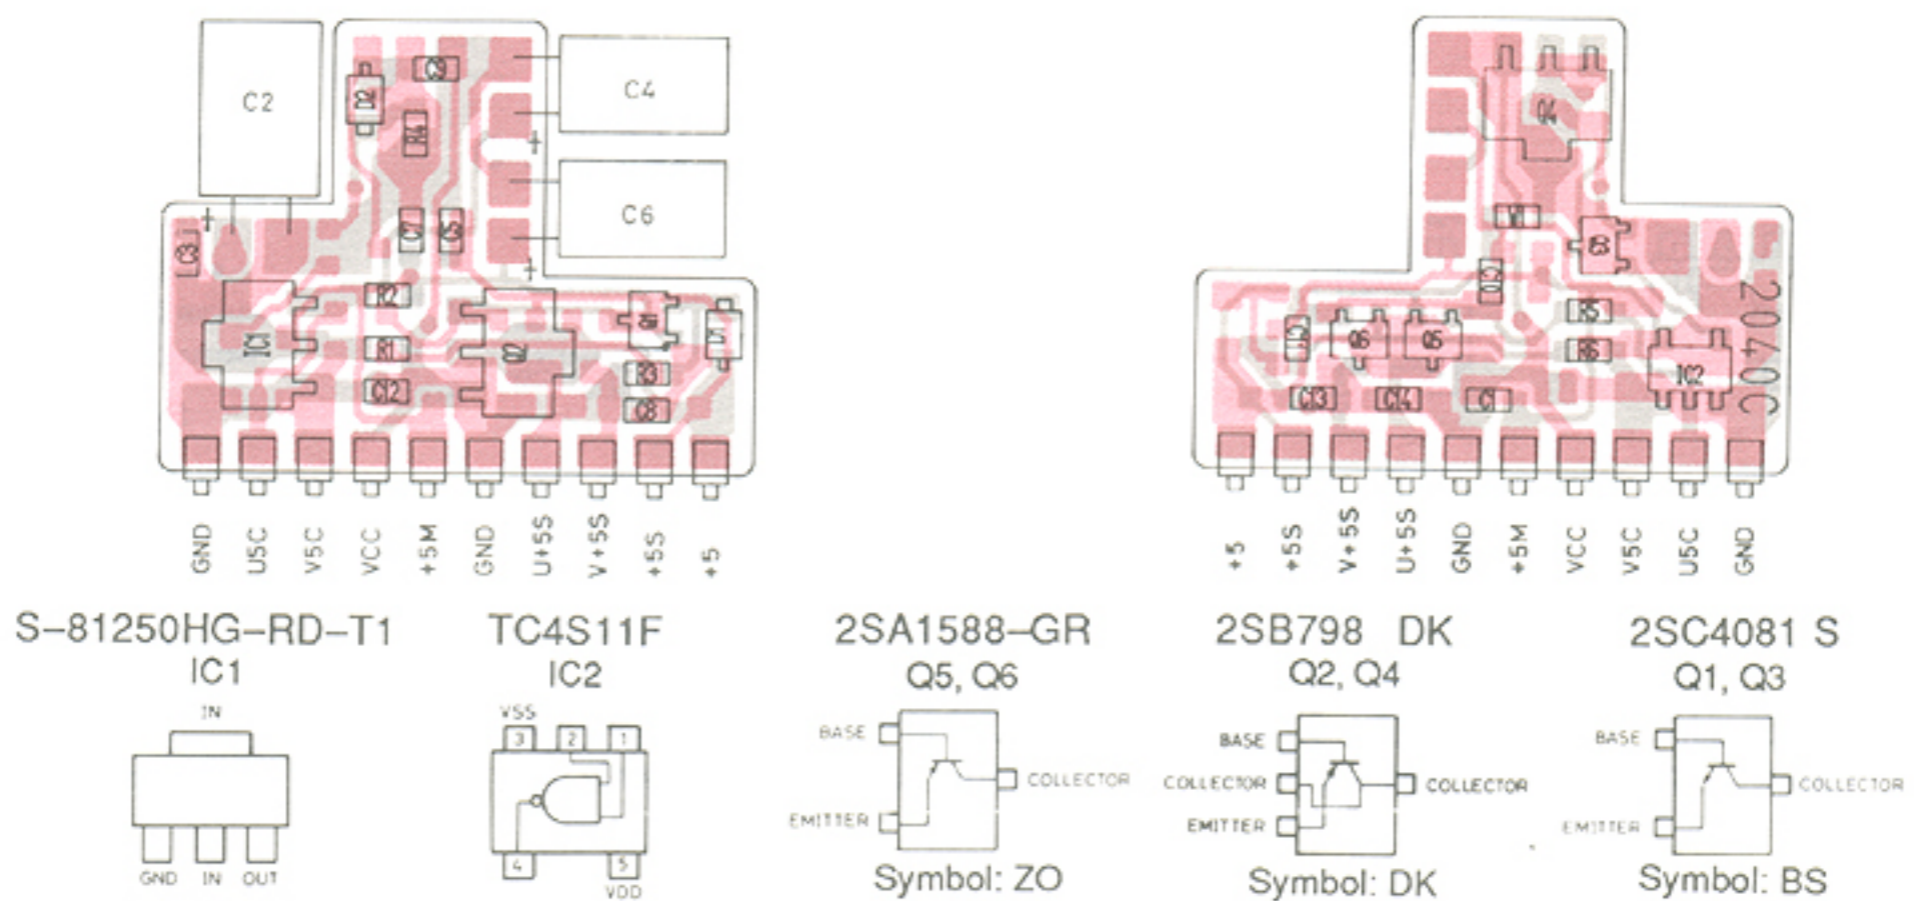 C2
C4
C6
D2
R4
C7
C5
LC3
IC1
R2
R1
C12
Q2
Q1
D1
R3
C8
GND
U5C
V5C
VCC
+5M
GND
U+5S
V+5S
+5S
+5
Q4
Q3
C10
R5
R6
Q6
Q5
IC2
C13
C14
C1
2040C
+5
+5S
V+5S
U+5S
GND
+5M
VCC
V5C
U5C
GND
S-81250HG-RD-T1
IC1
IN
GND IN OUT
TC4S11F
IC2
VSS
3 2 1
4 5
VDD
2SA1588-GR
Q5, Q6
BASE
COLLECTOR
EMITTER
Symbol: ZO
2SB798 DK
Q2, Q4
BASE
COLLECTOR COLLECTOR
EMITTER
Symbol: DK
2SC4081 S
Q1, Q3
BASE
COLLECTOR
EMITTER
Symbol: BS